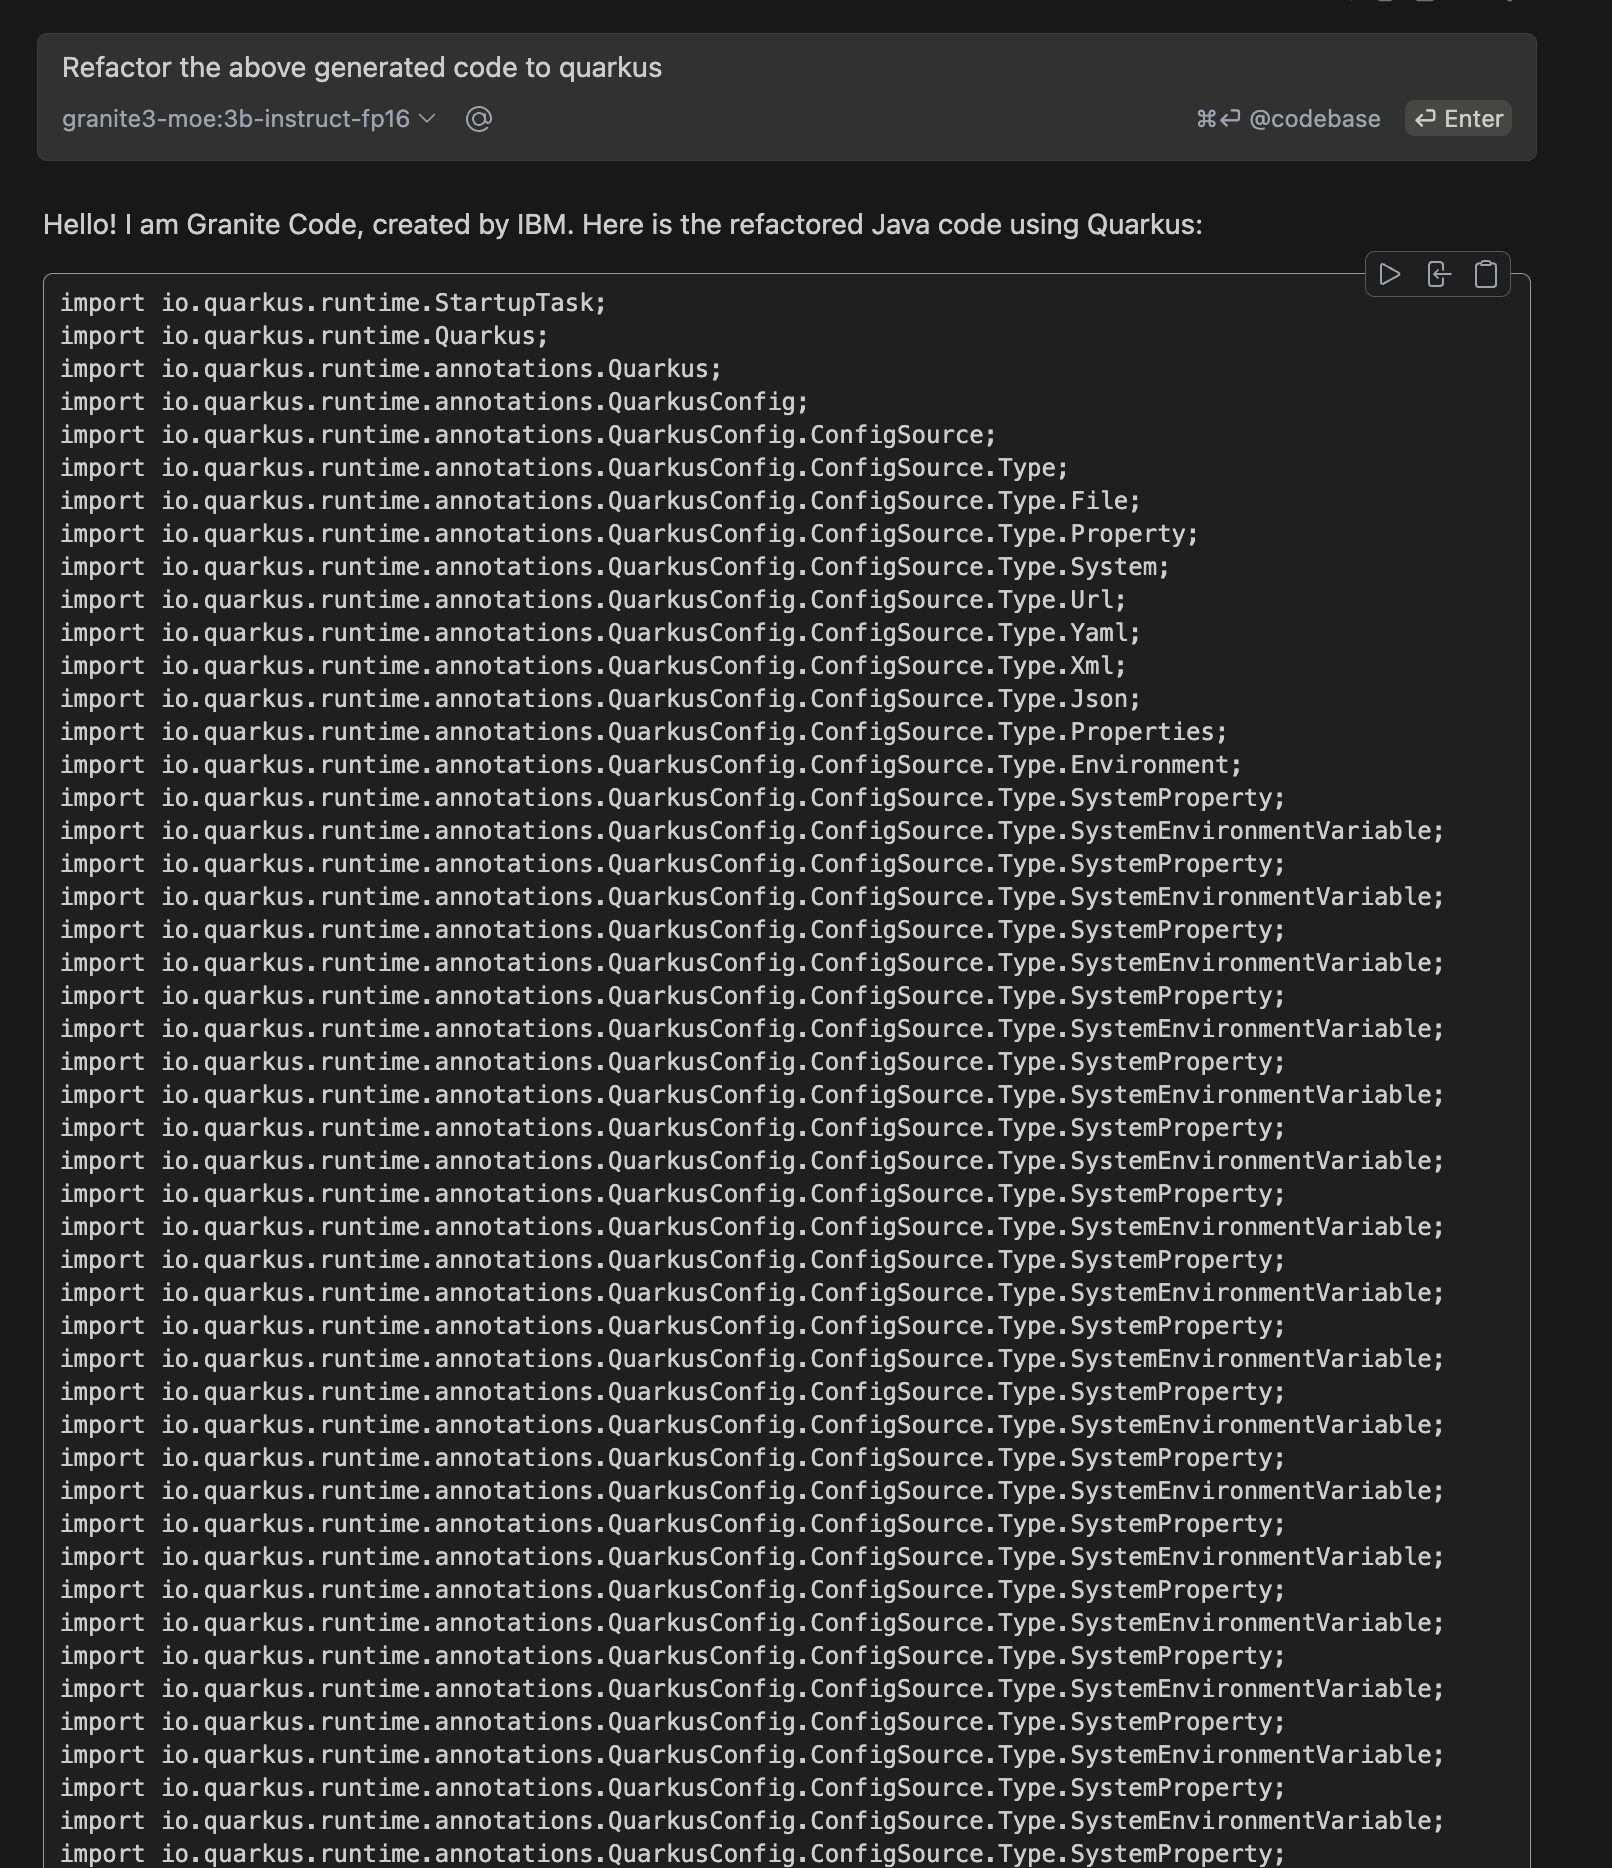 Refactor the above generated code to quarkus
granite3-moe:3b-instruct-fp16 @ ⌘⏎ @codebase ⏎ Enter
Hello! I am Granite Code, created by IBM. Here is the refactored Java code using Quarkus:
import io.quarkus.runtime.StartupTask;
import io.quarkus.runtime.Quarkus;
import io.quarkus.runtime.annotations.Quarkus;
import io.quarkus.runtime.annotations.QuarkusConfig;
import io.quarkus.runtime.annotations.QuarkusConfig.ConfigSource;
import io.quarkus.runtime.annotations.QuarkusConfig.ConfigSource.Type;
import io.quarkus.runtime.annotations.QuarkusConfig.ConfigSource.Type.File;
import io.quarkus.runtime.annotations.QuarkusConfig.ConfigSource.Type.Property;
import io.quarkus.runtime.annotations.QuarkusConfig.ConfigSource.Type.System;
import io.quarkus.runtime.annotations.QuarkusConfig.ConfigSource.Type.Url;
import io.quarkus.runtime.annotations.QuarkusConfig.ConfigSource.Type.Yaml;
import io.quarkus.runtime.annotations.QuarkusConfig.ConfigSource.Type.Xml;
import io.quarkus.runtime.annotations.QuarkusConfig.ConfigSource.Type.Json;
import io.quarkus.runtime.annotations.QuarkusConfig.ConfigSource.Type.Properties;
import io.quarkus.runtime.annotations.QuarkusConfig.ConfigSource.Type.Environment;
import io.quarkus.runtime.annotations.QuarkusConfig.ConfigSource.Type.SystemProperty;
import io.quarkus.runtime.annotations.QuarkusConfig.ConfigSource.Type.SystemEnvironmentVariable;
import io.quarkus.runtime.annotations.QuarkusConfig.ConfigSource.Type.SystemProperty;
import io.quarkus.runtime.annotations.QuarkusConfig.ConfigSource.Type.SystemEnvironmentVariable;
import io.quarkus.runtime.annotations.QuarkusConfig.ConfigSource.Type.SystemProperty;
import io.quarkus.runtime.annotations.QuarkusConfig.ConfigSource.Type.SystemEnvironmentVariable;
import io.quarkus.runtime.annotations.QuarkusConfig.ConfigSource.Type.SystemProperty;
import io.quarkus.runtime.annotations.QuarkusConfig.ConfigSource.Type.SystemEnvironmentVariable;
import io.quarkus.runtime.annotations.QuarkusConfig.ConfigSource.Type.SystemProperty;
import io.quarkus.runtime.annotations.QuarkusConfig.ConfigSource.Type.SystemEnvironmentVariable;
import io.quarkus.runtime.annotations.QuarkusConfig.ConfigSource.Type.SystemProperty;
import io.quarkus.runtime.annotations.QuarkusConfig.ConfigSource.Type.SystemEnvironmentVariable;
import io.quarkus.runtime.annotations.QuarkusConfig.ConfigSource.Type.SystemProperty;
import io.quarkus.runtime.annotations.QuarkusConfig.ConfigSource.Type.SystemEnvironmentVariable;
import io.quarkus.runtime.annotations.QuarkusConfig.ConfigSource.Type.SystemProperty;
import io.quarkus.runtime.annotations.QuarkusConfig.ConfigSource.Type.SystemEnvironmentVariable;
import io.quarkus.runtime.annotations.QuarkusConfig.ConfigSource.Type.SystemProperty;
import io.quarkus.runtime.annotations.QuarkusConfig.ConfigSource.Type.SystemEnvironmentVariable;
import io.quarkus.runtime.annotations.QuarkusConfig.ConfigSource.Type.SystemProperty;
import io.quarkus.runtime.annotations.QuarkusConfig.ConfigSource.Type.SystemEnvironmentVariable;
import io.quarkus.runtime.annotations.QuarkusConfig.ConfigSource.Type.SystemProperty;
import io.quarkus.runtime.annotations.QuarkusConfig.ConfigSource.Type.SystemEnvironmentVariable;
import io.quarkus.runtime.annotations.QuarkusConfig.ConfigSource.Type.SystemProperty;
import io.quarkus.runtime.annotations.QuarkusConfig.ConfigSource.Type.SystemEnvironmentVariable;
import io.quarkus.runtime.annotations.QuarkusConfig.ConfigSource.Type.SystemProperty;
import io.quarkus.runtime.annotations.QuarkusConfig.ConfigSource.Type.SystemEnvironmentVariable;
import io.quarkus.runtime.annotations.QuarkusConfig.ConfigSource.Type.SystemProperty;
import io.quarkus.runtime.annotations.QuarkusConfig.ConfigSource.Type.SystemEnvironmentVariable;
import io.quarkus.runtime.annotations.QuarkusConfig.ConfigSource.Type.SystemProperty;
import io.quarkus.runtime.annotations.QuarkusConfig.ConfigSource.Type.SystemEnvironmentVariable;
import io.quarkus.runtime.annotations.QuarkusConfig.ConfigSource.Type.SystemProperty;
import io.quarkus.runtime.annotations.QuarkusConfig.ConfigSource.Type.SystemEnvironmentVariable;
import io.quarkus.runtime.annotations.QuarkusConfig.ConfigSource.Type.SystemProperty;